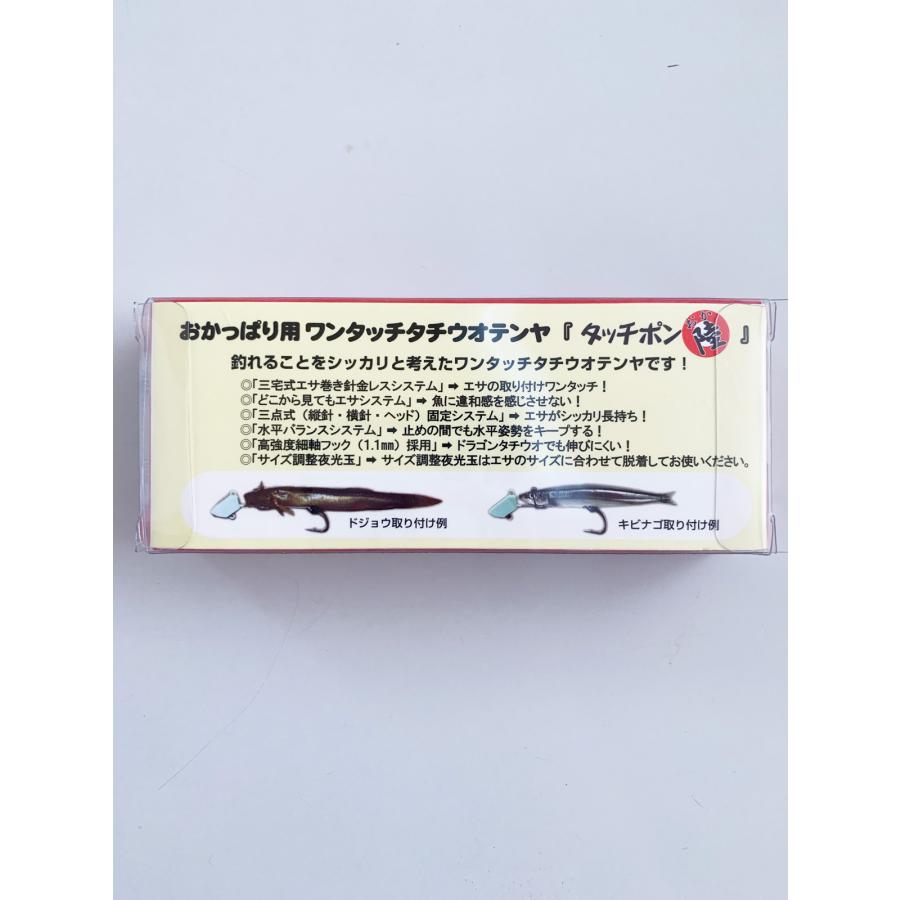 おかっぱり用 ワンタッチタチウオテンヤ『 タッチポン 陸 』
おか
釣れることをシッカリと考えたワンタッチタチウオテンヤです！
◎「三宅式エサ巻き針金レスシステム」➡ エサの取り付けワンタッチ！
◎「どこから見てもエサシステム」➡ 魚に違和感を感じさせない！
◎「三点式（縦針・横針・ヘッド）固定システム」➡ エサがシッカリ長持ち！
◎「水平バランスシステム」➡ 止めの間でも水平姿勢をキープする！
◎「高強度細軸フック（1.1mm）採用」➡ ドラゴンタチウオでも伸びにくい！
◎「サイズ調整夜光玉」➡ サイズ調整夜光玉はエサのサイズに合わせて脱着してお使いください。
ドジョウ取り付け例
キビナゴ取り付け例